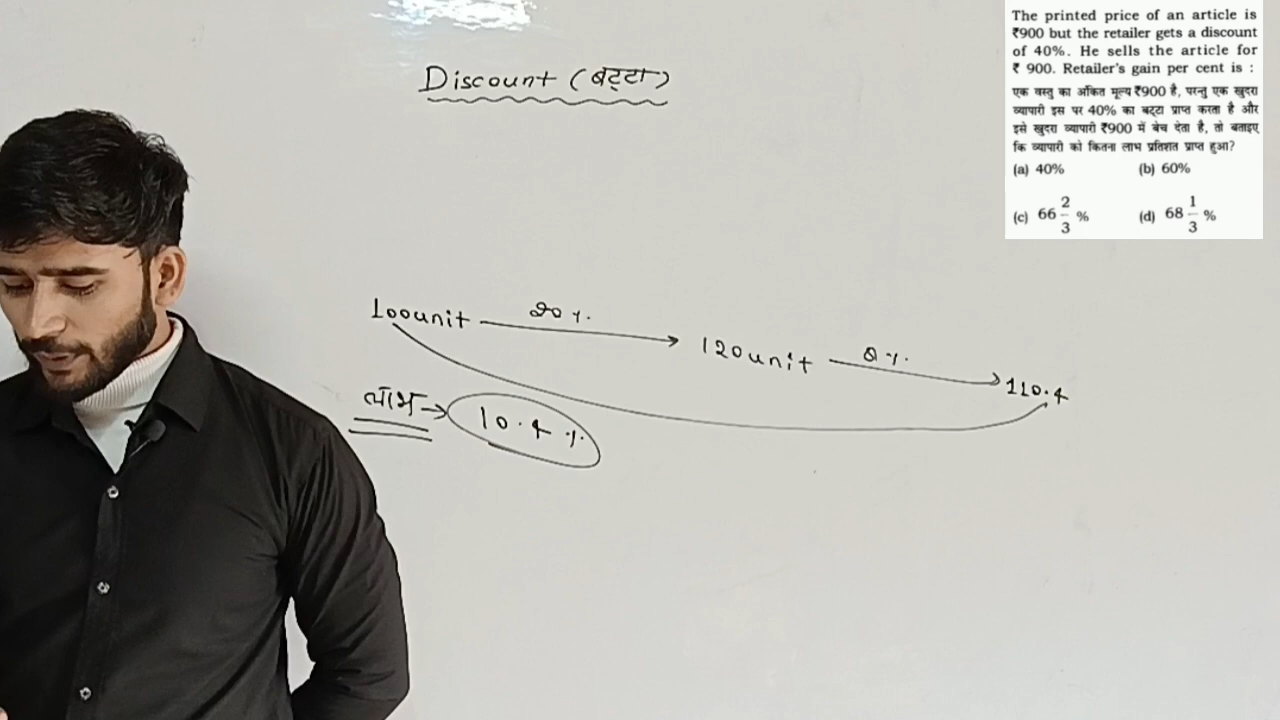 Discount (बट्टा)
The printed price of an article is
₹900 but the retailer gets a discount
of 40%. He sells the article for
₹ 900. Retailer's gain per cent is :
एक वस्तु का अंकित मूल्य ₹900 है, परन्तु एक खुदरा
व्यापारी इस पर 40% का बट्टा प्राप्त करता है और
इसे खुदरा व्यापारी ₹900 में बेच देता है, तो बताइए
कि व्यापारी को कितना लाभ प्रतिशत प्राप्त हुआ?
(a) 40% (b) 60%
(c) 66 2/3 % (d) 68 1/3 %
100unit 20% 120unit 8% 110.4
लाभ → 10.4%